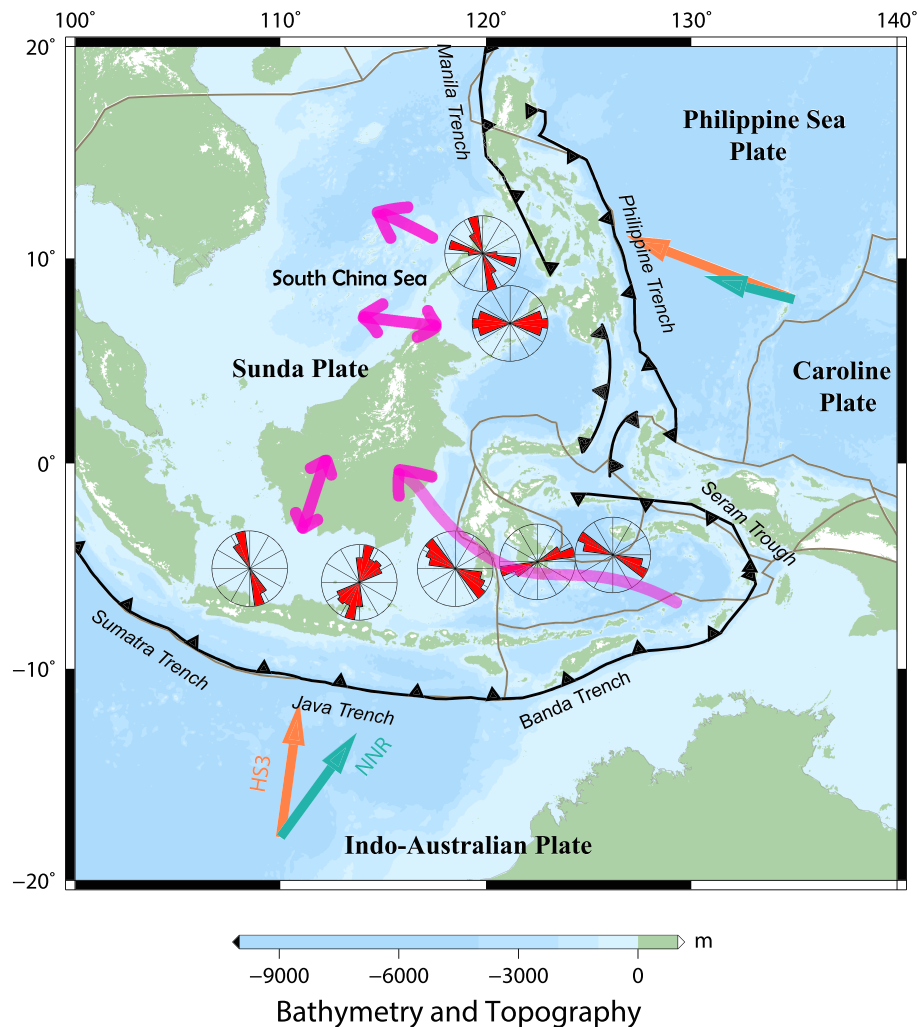 100° 120° 130° 140°
110°
20°
10°
0°
−10°
−20°
Manila Trench
Philippine Sea
Plate
Philippine Trench
South China Sea
Sunda Plate
Caroline
Plate
Seram Trough
Sumatra Trench
Java Trench
Banda Trench
HS3
NNR
Indo-Australian Plate
m
−9000 −6000 −3000 0
Bathymetry and Topography